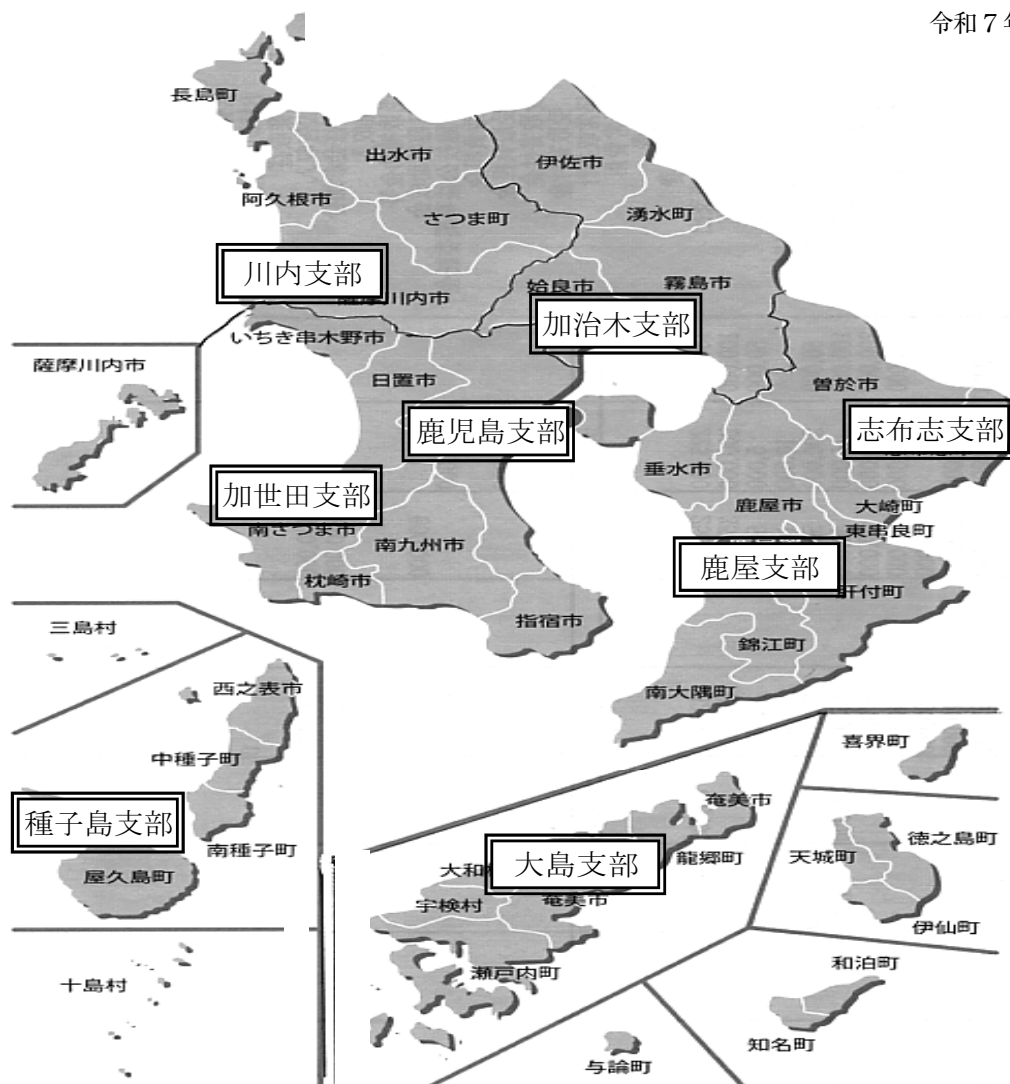 令和７年
長島町
出水市
伊佐市
阿久根市
さつま町
湧水町
川内支部
薩摩川内市
姶良市
霧島市
加治木支部
いちき串木野市
薩摩川内市
日置市
曽於市
鹿児島支部
志布志支部
垂水市
加世田支部
鹿屋市
大崎町
南さつま市
南九州市
東串良町
鹿屋支部
枕崎市
肝付町
指宿市
三島村
錦江町
西之表市
南大隅町
喜界町
中種子町
奄美市
種子島支部
徳之島町
南種子町
大島支部
龍郷町
天城町
大和村
屋久島町
宇検村
奄美市
伊仙町
瀬戸内町
和泊町
十島村
知名町
与論町